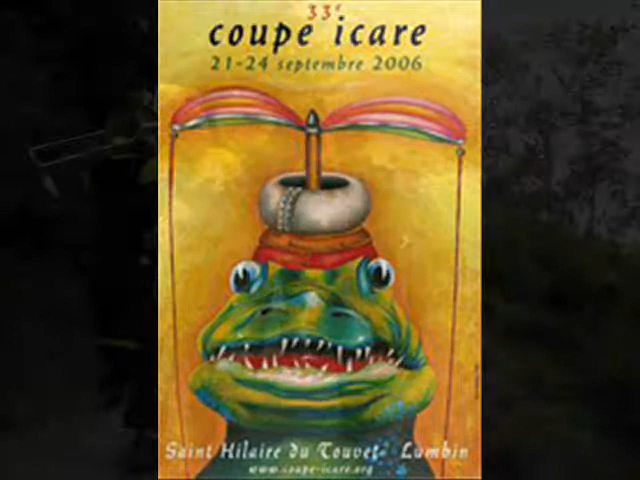 33e
coupe icare
21-24 septembre 2006
Saint Hilaire du Touvet - Lumbin
www.coupe-icare.org